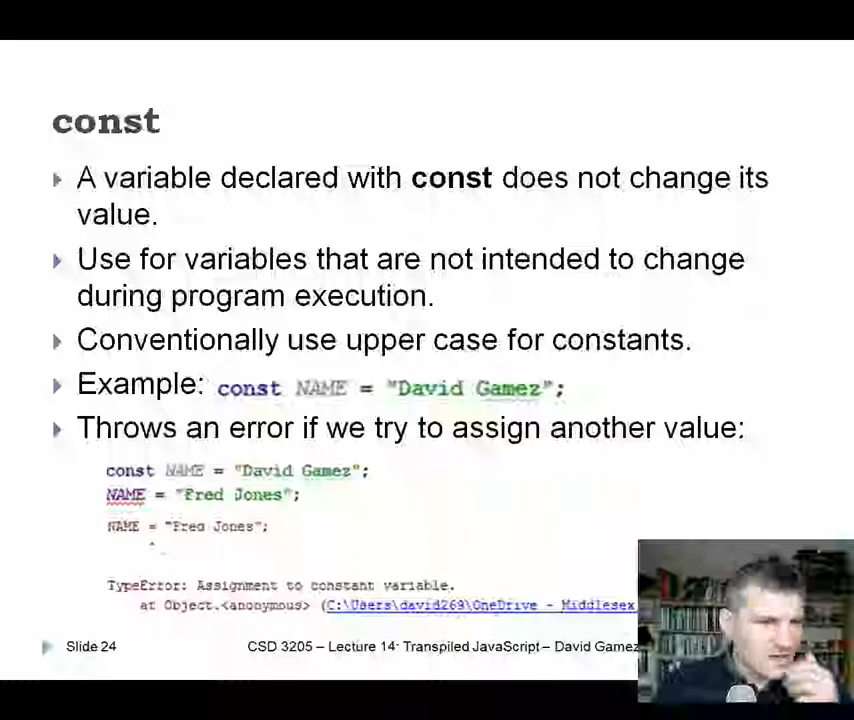 const
A variable declared with const does not change its
value.
Use for variables that are not intended to change
during program execution.
Conventionally use upper case for constants.
Example: const NAME = "David Gamez";
Throws an error if we try to assign another value:
const NAME = "David Gamez";
NAME = "Fred Jones";
NAME = "Fred Jones";
^
TypeError: Assignment to constant variable.
at Object.<anonymous> (C:\Users\david269\OneDrive - Middlesex
Slide 24 CSD 3205 – Lecture 14: Transpiled JavaScript – David Gamez